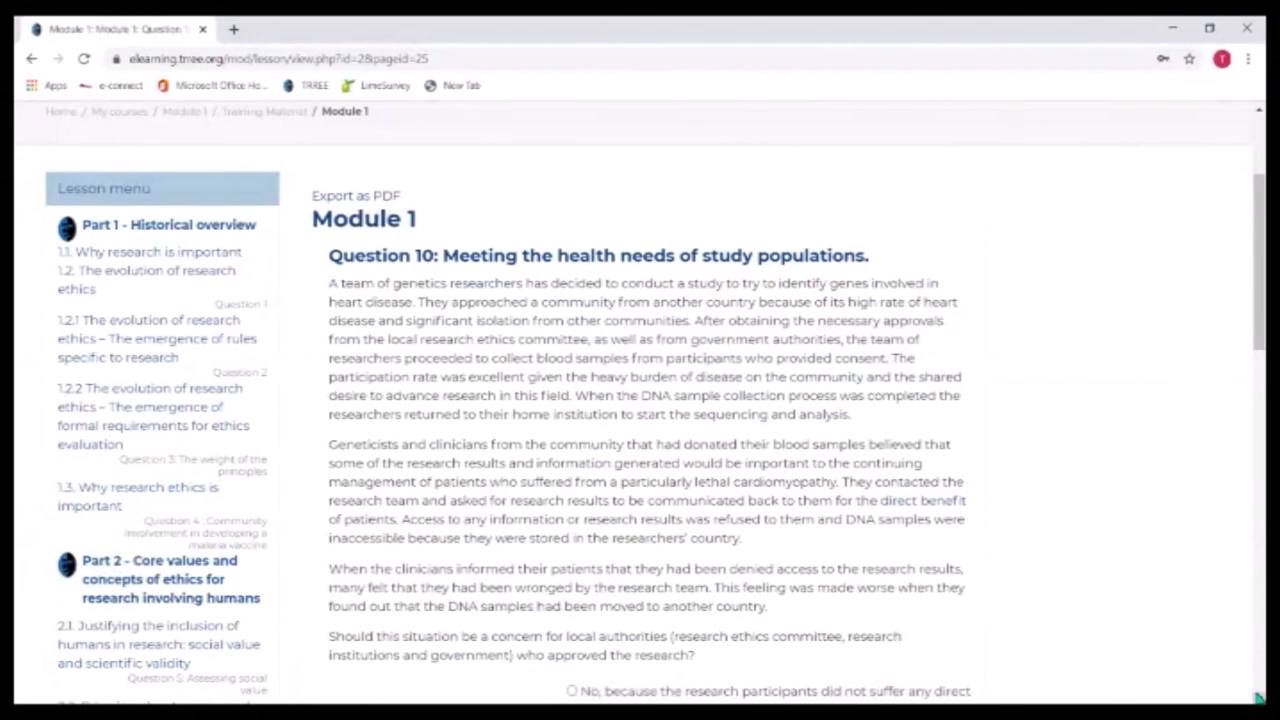 Module 1: Module 1: Question 1
elearning.trree.org/mod/lesson/view.php?id=28&pageid=25
Apps e-connect Microsoft Office Ho... TRREE LimeSurvey New Tab
Home / My courses / Module 1 / Training Material / Module 1
Lesson menu
Part 1 - Historical overview
1.1. Why research is important
1.2. The evolution of research
ethics
Question 1
1.2.1 The evolution of research
ethics – The emergence of rules
specific to research
Question 2
1.2.2 The evolution of research
ethics – The emergence of
formal requirements for ethics
evaluation
Question 3: The weight of the
principles
1.3. Why research ethics is
important
Question 4 : Community
involvement in developing a
malaria vaccine
Part 2 - Core values and
concepts of ethics for
research involving humans
2.1. Justifying the inclusion of
humans in research: social value
and scientific validity
Question 5: Assessing social
value
Export as PDF
Module 1
Question 10: Meeting the health needs of study populations.
A team of genetics researchers has decided to conduct a study to try to identify genes involved in
heart disease. They approached a community from another country because of its high rate of heart
disease and significant isolation from other communities. After obtaining the necessary approvals
from the local research ethics committee, as well as from government authorities, the team of
researchers proceeded to collect blood samples from participants who provided consent. The
participation rate was excellent given the heavy burden of disease on the community and the shared
desire to advance research in this field. When the DNA sample collection process was completed the
researchers returned to their home institution to start the sequencing and analysis.
Geneticists and clinicians from the community that had donated their blood samples believed that
some of the research results and information generated would be important to the continuing
management of patients who suffered from a particularly lethal cardiomyopathy. They contacted the
research team and asked for research results to be communicated back to them for the direct benefit
of patients. Access to any information or research results was refused to them and DNA samples were
inaccessible because they were stored in the researchers' country.
When the clinicians informed their patients that they had been denied access to the research results,
many felt that they had been wronged by the research team. This feeling was made worse when they
found out that the DNA samples had been moved to another country.
Should this situation be a concern for local authorities (research ethics committee, research
institutions and government) who approved the research?
No, because the research participants did not suffer any direct